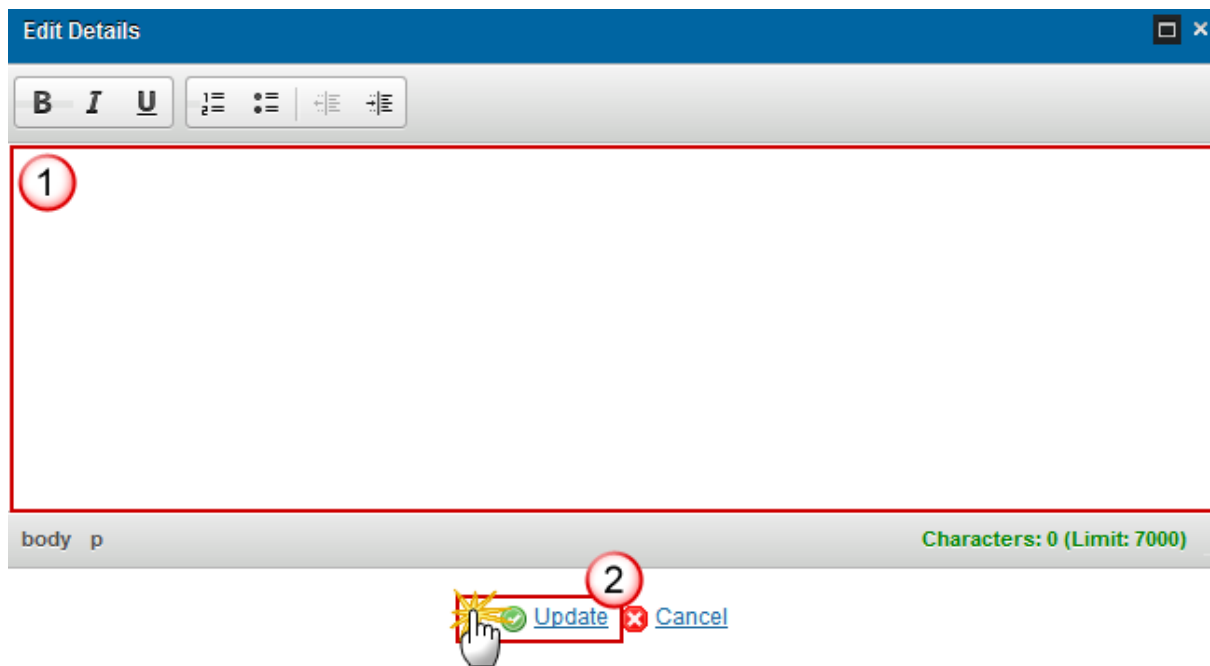 Edit Details
B I U
1
body p Characters: 0 (Limit: 7000)
2
Update Cancel